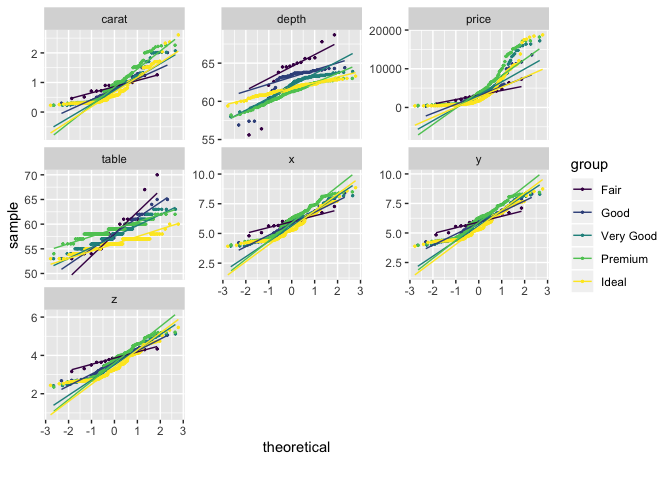 carat
depth
price
2
1
0
65
60
55
20000
10000
0
table
x
y
group
Fair
Good
Very Good
Premium
Ideal
sample
70
65
60
55
50
10.0
7.5
5.0
2.5
10.0
7.5
5.0
2.5
-3 -2 -1 0 1 2 3
-3 -2 -1 0 1 2 3
z
6
4
2
-3 -2 -1 0 1 2 3
theoretical